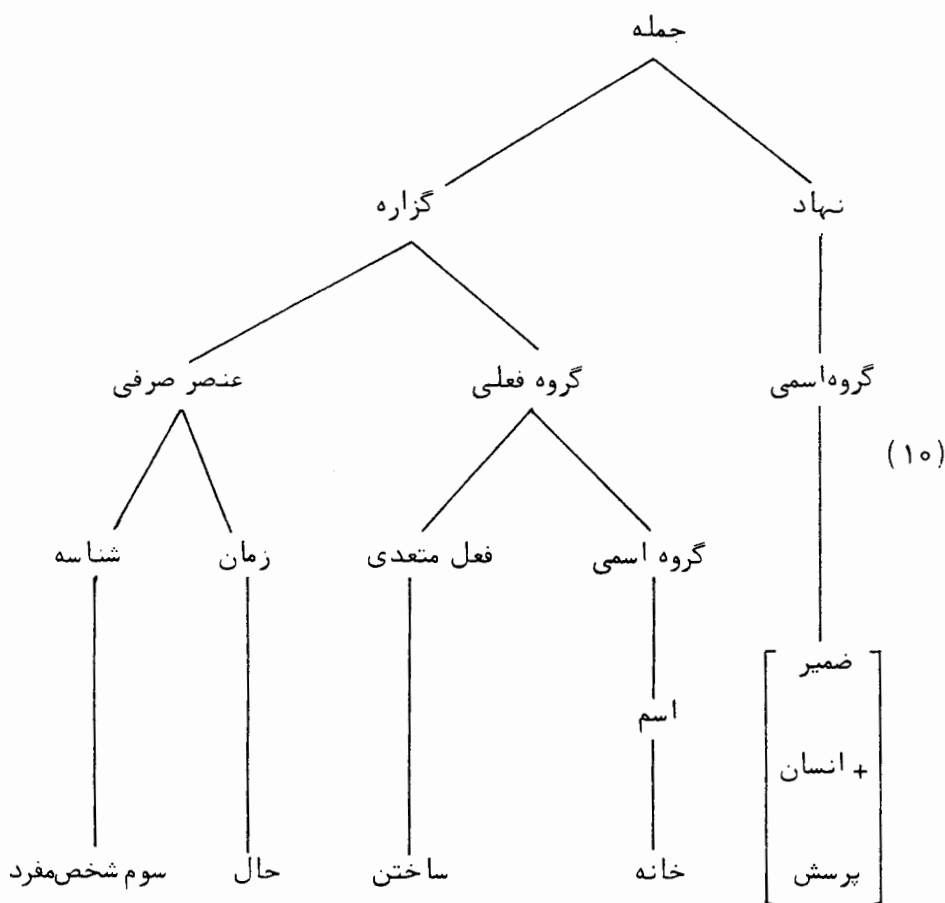 جمله
نهاد گزاره
گروه اسمی گروه فعلی عنصر صرفی
(۱۰)
گروه اسمی فعل متعدی زمان شناسه
ضمیر
اسم
+ انسان
پرسش خانه ساختن حال سوم شخص مفرد